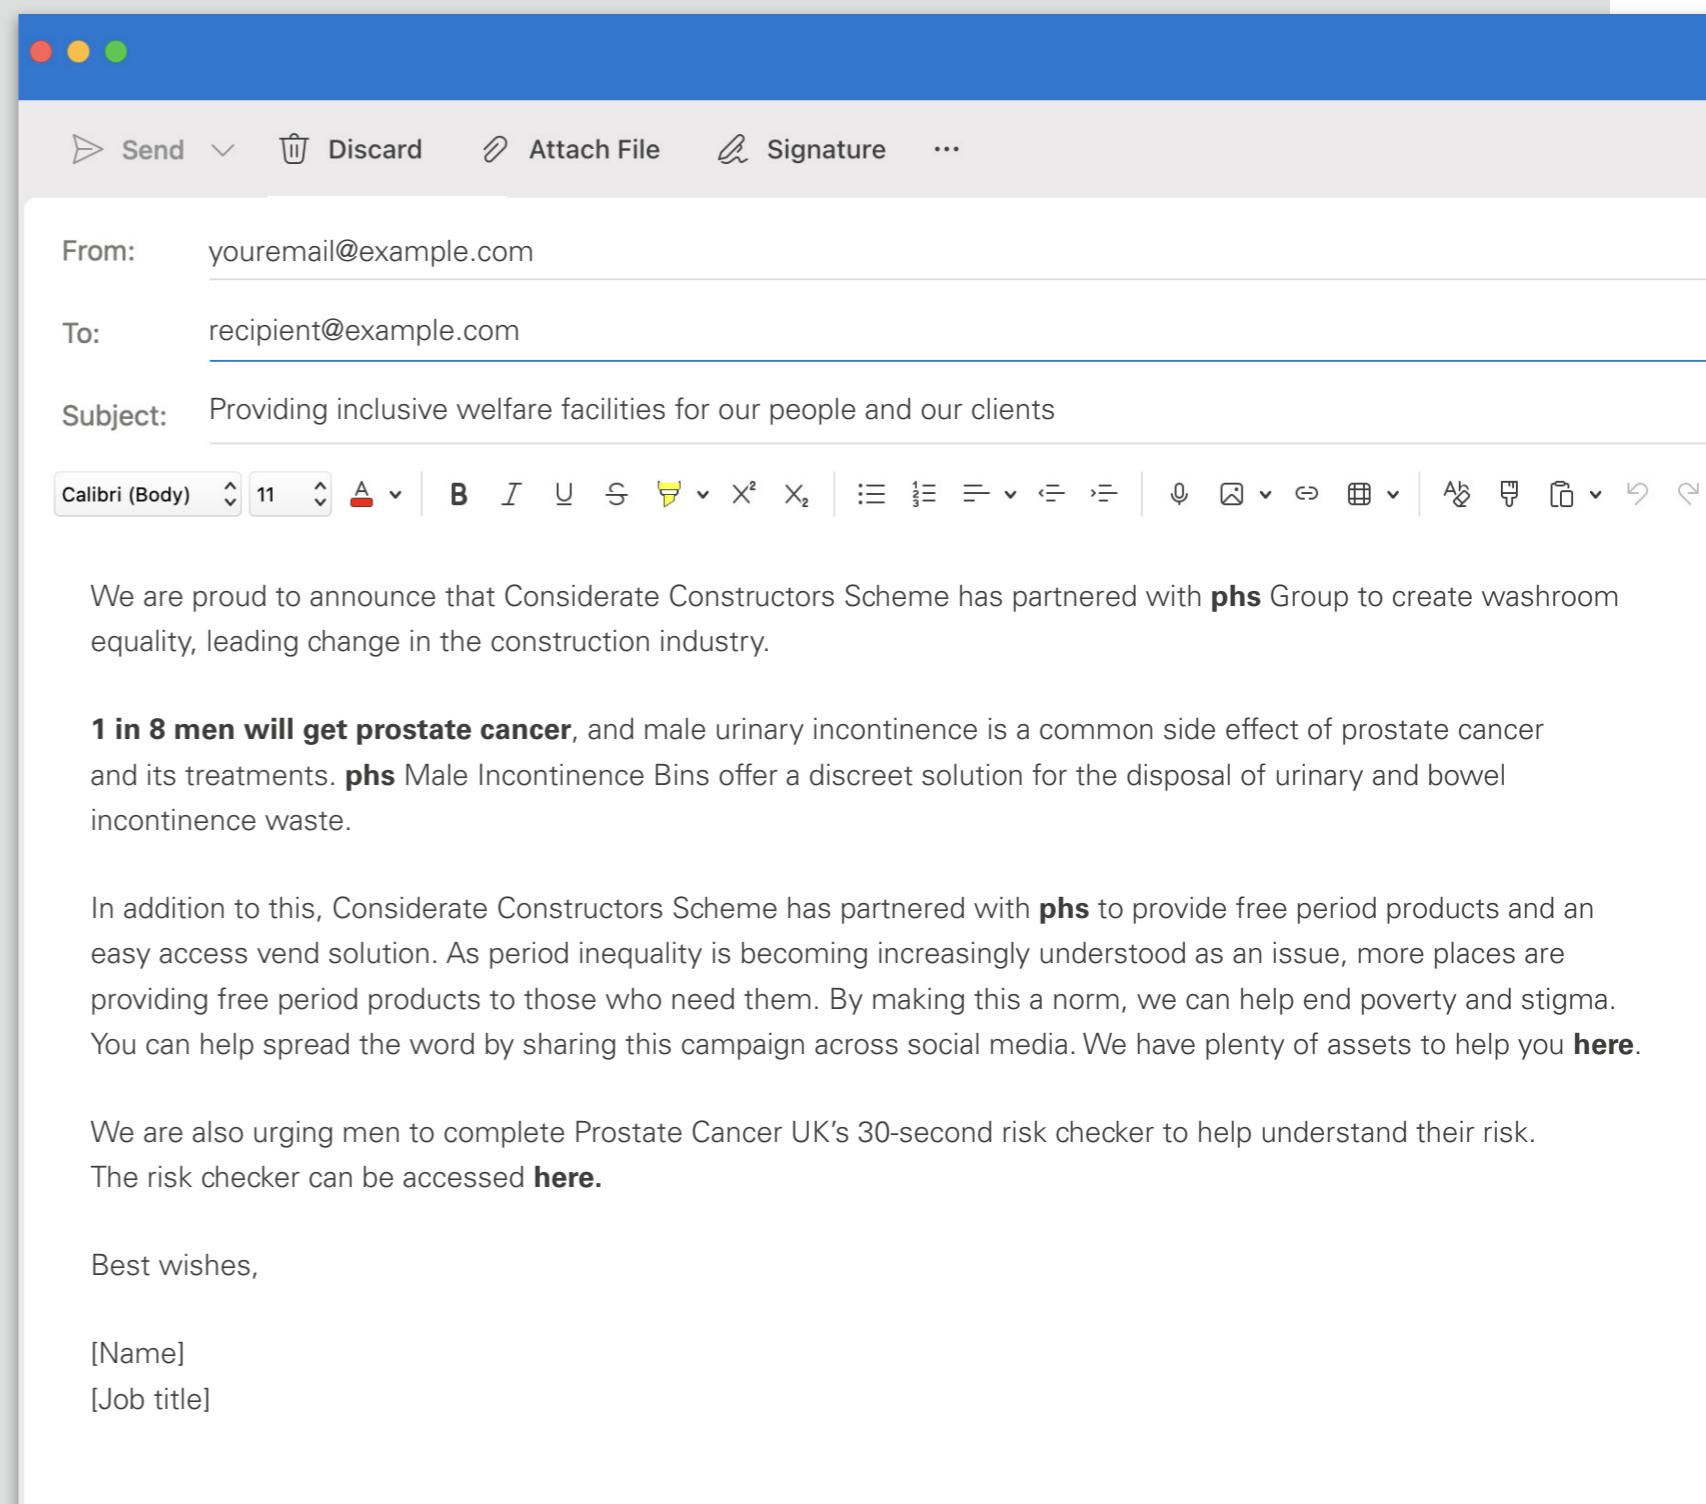 Send Discard Attach File Signature ...
From: youremail@example.com
To: recipient@example.com
Subject: Providing inclusive welfare facilities for our people and our clients
Calibri (Body) 11 A B I U S X² X₂ A
We are proud to announce that Considerate Constructors Scheme has partnered with phs Group to create washroom
equality, leading change in the construction industry.
1 in 8 men will get prostate cancer, and male urinary incontinence is a common side effect of prostate cancer
and its treatments. phs Male Incontinence Bins offer a discreet solution for the disposal of urinary and bowel
incontinence waste.
In addition to this, Considerate Constructors Scheme has partnered with phs to provide free period products and an
easy access vend solution. As period inequality is becoming increasingly understood as an issue, more places are
providing free period products to those who need them. By making this a norm, we can help end poverty and stigma.
You can help spread the word by sharing this campaign across social media. We have plenty of assets to help you here.
We are also urging men to complete Prostate Cancer UK’s 30-second risk checker to help understand their risk.
The risk checker can be accessed here.
Best wishes,
[Name]
[Job title]